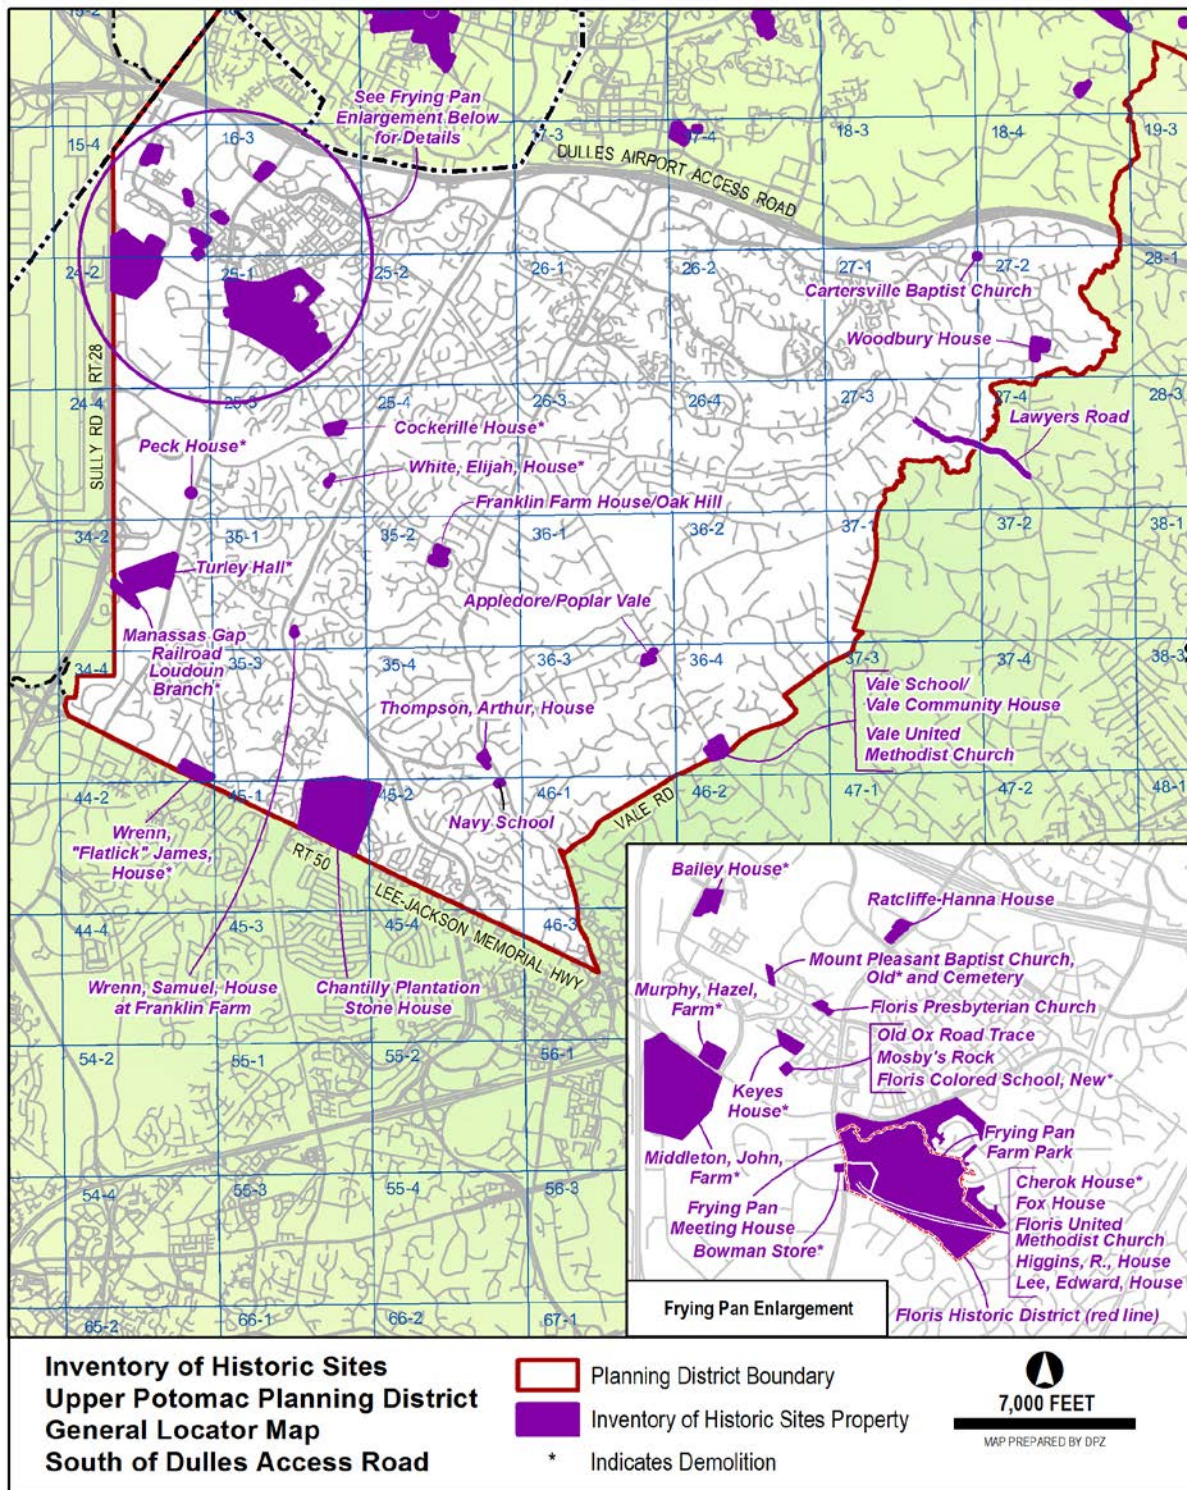 15-2
16-1
See Frying Pan
Enlargement Below
for Details
15-4
16-3
17-3
17-4
18-3
18-4
19-3
DULLES AIRPORT ACCESS ROAD
24-2
25-1
25-2
26-1
26-2
27-1
27-2
28-1
Cartersville Baptist Church
Woodbury House
SULLY RD RT 28
24-4
25-3
25-4
26-3
26-4
27-3
27-4
28-3
Lawyers Road
Cockerille House*
Peck House*
White, Elijah, House*
Franklin Farm House/Oak Hill
34-2
35-1
35-2
36-1
36-2
37-1
37-2
38-1
Turley Hall*
Appledore/Poplar Vale
Manassas Gap
Railroad
Loudoun
Branch*
34-4
35-3
35-4
36-3
36-4
37-3
37-4
38-3
Vale School/
Vale Community House
Vale United
Methodist Church
Thompson, Arthur, House
44-2
45-1
45-2
46-1
46-2
47-1
47-2
48-1
VALE RD
Navy School
Wrenn,
"Flatlick" James,
House*
RT 50
LEE-JACKSON MEMORIAL HWY
44-4
45-3
45-4
46-3
Wrenn, Samuel, House
at Franklin Farm
Chantilly Plantation
Stone House
54-2
55-1
55-2
56-1
54-4
55-3
55-4
56-3
65-2
66-1
66-2
67-1
Bailey House*
Ratcliffe-Hanna House
Mount Pleasant Baptist Church,
Old* and Cemetery
Murphy, Hazel,
Farm*
Floris Presbyterian Church
Old Ox Road Trace
Mosby's Rock
Floris Colored School, New*
Keyes
House*
Frying Pan
Farm Park
Middleton, John,
Farm*
Cherok House*
Fox House
Floris United
Methodist Church
Higgins, R., House
Lee, Edward, House
Frying Pan
Meeting House
Bowman Store*
Floris Historic District (red line)
Frying Pan Enlargement
Inventory of Historic Sites
Upper Potomac Planning District
General Locator Map
South of Dulles Access Road
Planning District Boundary
Inventory of Historic Sites Property
* Indicates Demolition
7,000 FEET
MAP PREPARED BY DPZ